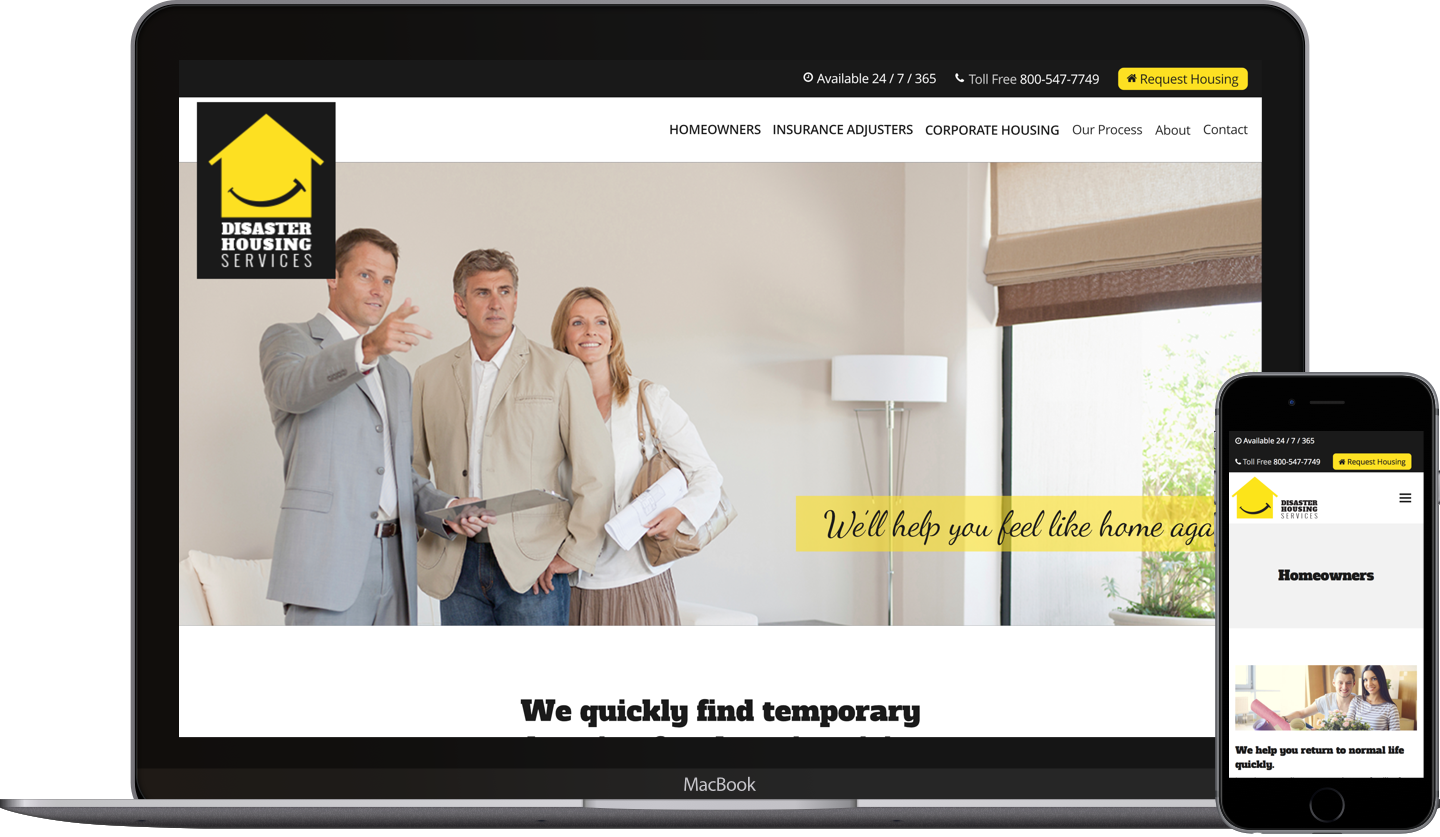 Available 24 / 7 / 365 Toll Free 800-547-7749 Request Housing
HOMEOWNERS INSURANCE ADJUSTERS CORPORATE HOUSING Our Process About Contact
DISASTER
HOUSING
SERVICES
We'll help you feel like home
We quickly find temporary
MacBook
Available 24 / 7 / 365
Toll Free 800-547-7749 Request Housing
DISASTER
HOUSING
SERVICES
Homeowners
We help you return to normal life
quickly.